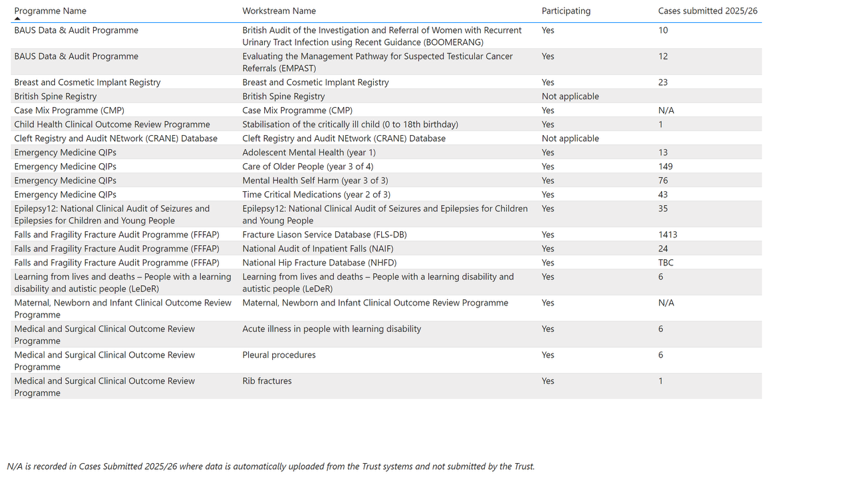 Programme Name Workstream Name Participating Cases submitted 2025/26
BAUS Data & Audit Programme British Audit of the Investigation and Referral of Women with Recurrent Yes 10
Urinary Tract Infection using Recent Guidance (BOOMERANG)
BAUS Data & Audit Programme Evaluating the Management Pathway for Suspected Testicular Cancer Yes 12
Referrals (EMPAST)
Breast and Cosmetic Implant Registry Breast and Cosmetic Implant Registry Yes 23
British Spine Registry British Spine Registry Not applicable
Case Mix Programme (CMP) Case Mix Programme (CMP) Yes N/A
Child Health Clinical Outcome Review Programme Stabilisation of the critically ill child (0 to 18th birthday) Yes 1
Cleft Registry and Audit NEtwork (CRANE) Database Cleft Registry and Audit NEtwork (CRANE) Database Not applicable
Emergency Medicine QIPs Adolescent Mental Health (year 1) Yes 13
Emergency Medicine QIPs Care of Older People (year 3 of 4) Yes 149
Emergency Medicine QIPs Mental Health Self Harm (year 3 of 3) Yes 76
Emergency Medicine QIPs Time Critical Medications (year 2 of 3) Yes 43
Epilepsy12: National Clinical Audit of Seizures and Epilepsy12: National Clinical Audit of Seizures and Epilepsies for Children Yes 35
Epilepsies for Children and Young People and Young People
Falls and Fragility Fracture Audit Programme (FFFAP) Fracture Liason Service Database (FLS-DB) Yes 1413
Falls and Fragility Fracture Audit Programme (FFFAP) National Audit of Inpatient Falls (NAIF) Yes 24
Falls and Fragility Fracture Audit Programme (FFFAP) National Hip Fracture Database (NHFD) Yes TBC
Learning from lives and deaths – People with a learning Learning from lives and deaths – People with a learning disability and Yes 6
disability and autistic people (LeDeR) autistic people (LeDeR)
Maternal, Newborn and Infant Clinical Outcome Review Maternal, Newborn and Infant Clinical Outcome Review Programme Yes N/A
Programme
Medical and Surgical Clinical Outcome Review Acute illness in people with learning disability Yes 6
Programme
Medical and Surgical Clinical Outcome Review Pleural procedures Yes 6
Programme
Medical and Surgical Clinical Outcome Review Rib fractures Yes 1
Programme
N/A is recorded in Cases Submitted 2025/26 where data is automatically uploaded from the Trust systems and not submitted by the Trust.